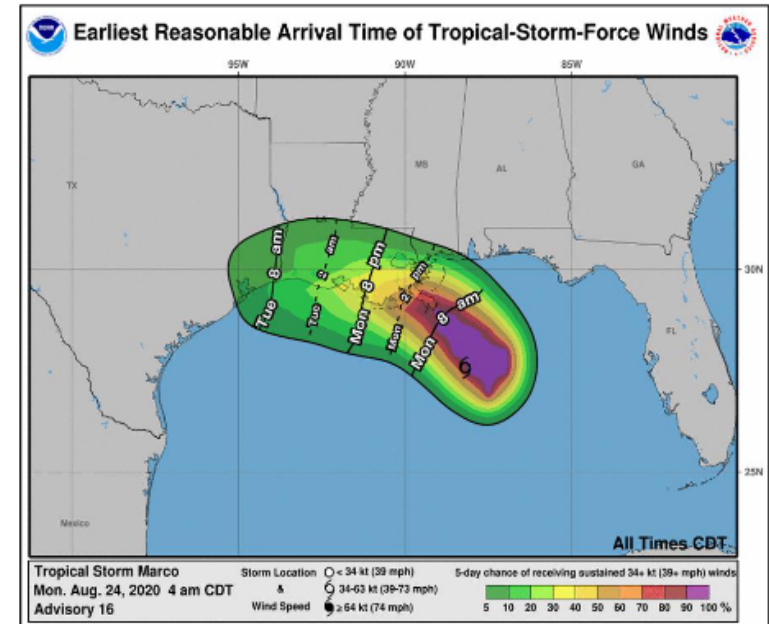 Earliest Reasonable Arrival Time of Tropical-Storm-Force Winds
95W 90W 85W
TX
MS
AL
GA
FL
LA
30N
25N
Mexico
Tue 8 am
Tue 2 am
Mon 8 pm
Mon 2 pm
Mon 8 am
All Times CDT
Tropical Storm Marco
Mon. Aug. 24, 2020 4 am CDT
Advisory 16
Storm Location
&
Wind Speed
< 34 kt (39 mph)
34-63 kt (39-73 mph)
≥ 64 kt (74 mph)
5-day chance of receiving sustained 34+ kt (39+ mph) winds
5 10 20 30 40 50 60 70 80 90 100 %